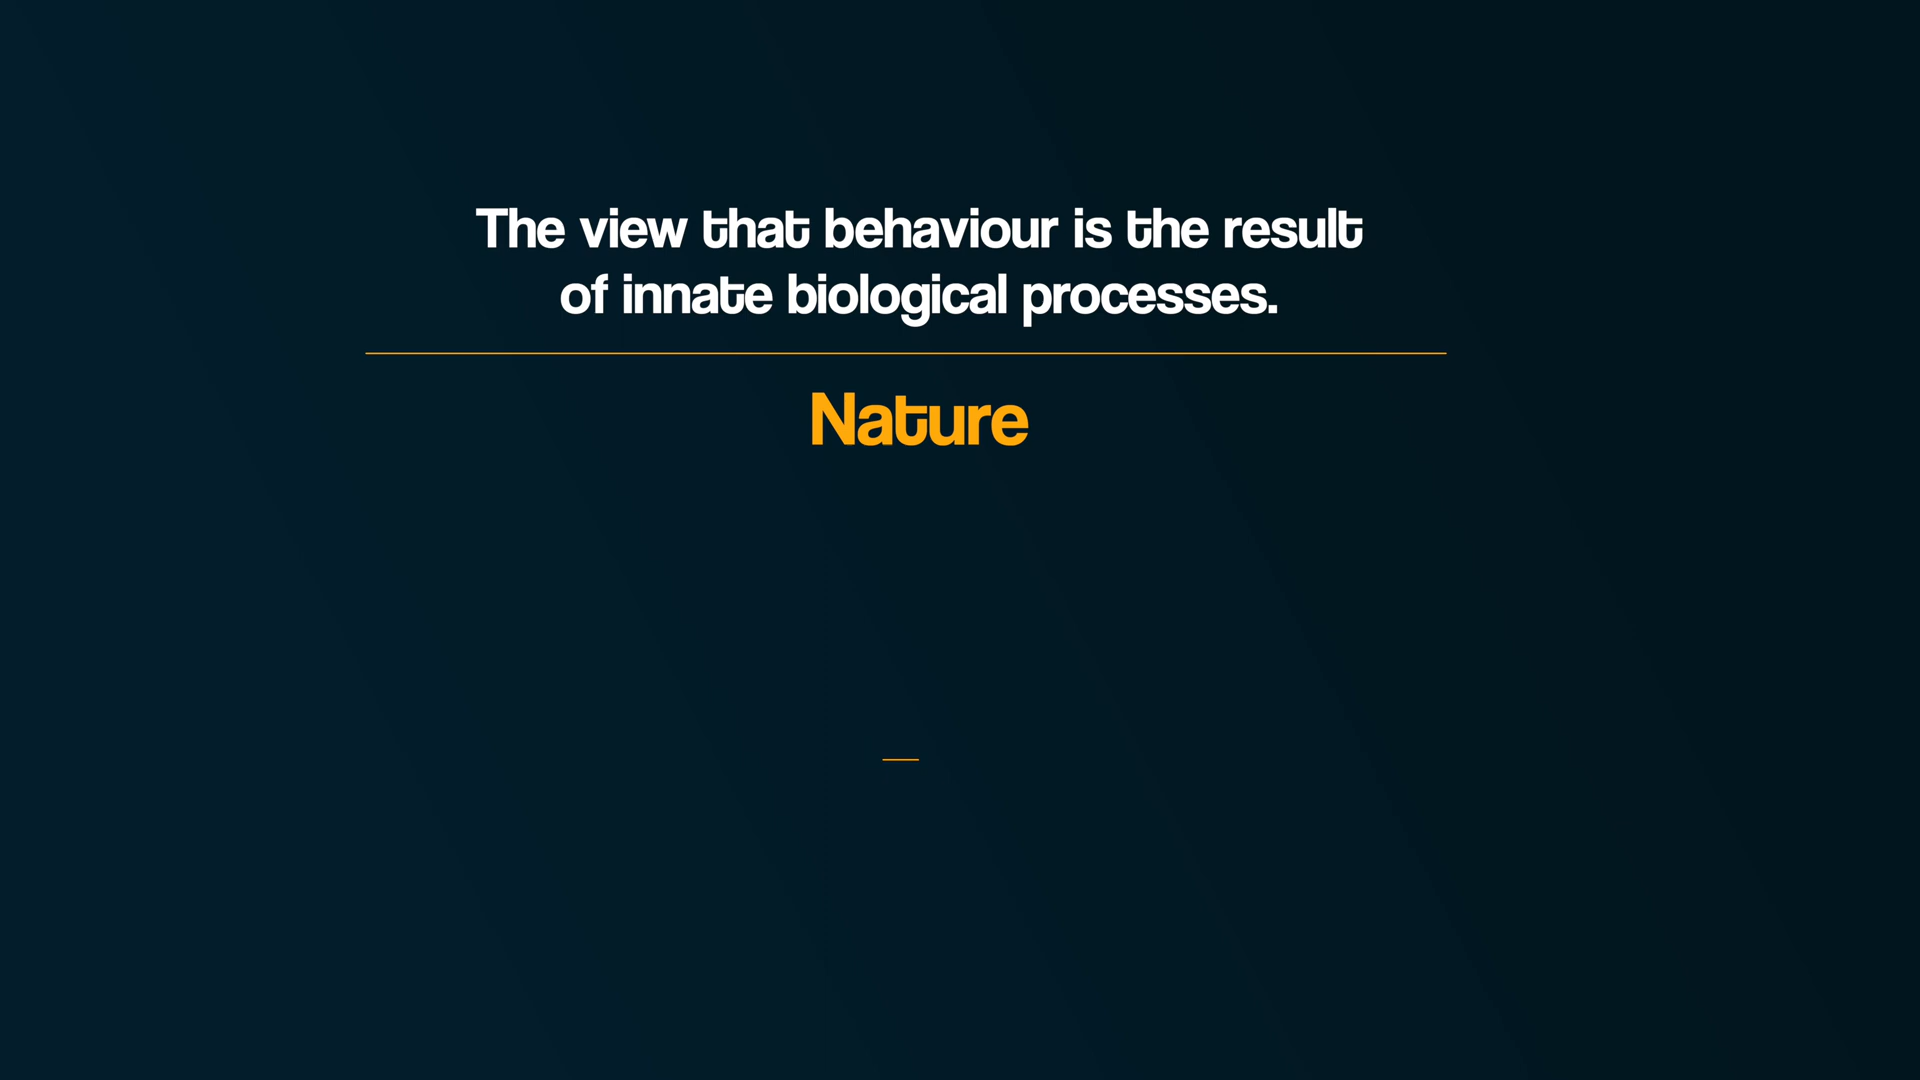 The view that behaviour is the result
of innate biological processes.
Nature